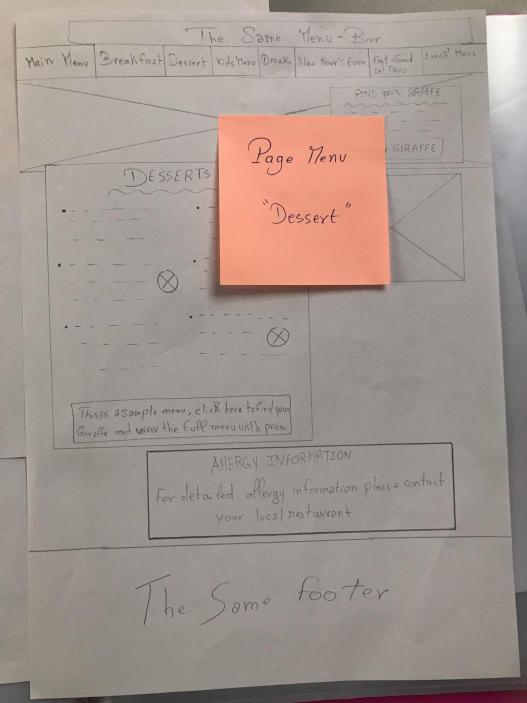 The Same Menu-Bar
Main Menu
Breakfast
Dessert
Kids Menu
Drinks
New Year's Even
Feel-Good
Set Menu
Lunch Menu
FIND YOUR GIRAFFE
GIRAFFE
Page Menu
"Dessert"
DESSERTS
This is a sample menu, click here to find your
Giraffe and view the full menu with prices
ALLERGY INFORMATION
For detailed allergy information please contact
your local restaurant
The Same footer